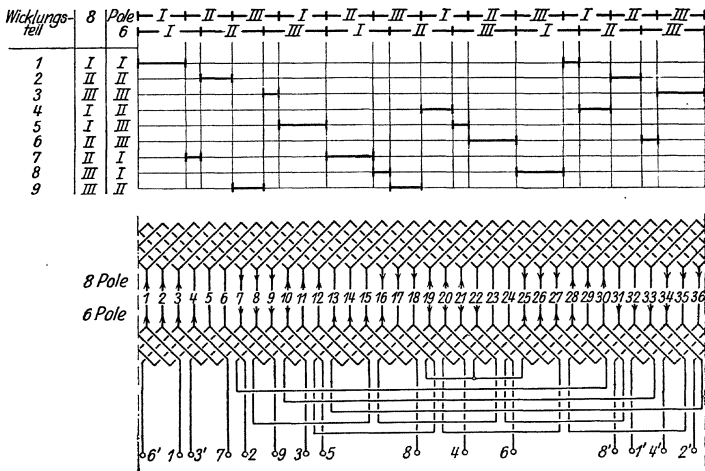 Wicklungs- 8 Pole I II III I II III I II III I II III
teil 6 I II III I II III I II III
1 I I
2 II II
3 III III
4 I II
5 I III
6 II III
7 II I
8 III I
9 III II
8 Pole
1 2 3 4 5 6 7 8 9 10 11 12 13 14 15 16 17 18 19 20 21 22 23 24 25 26 27 28 29 30 31 32 33 34 35 36
6 Pole
6' 1 3' 7 2 9 3 5 8 4 6 8' 1' 4' 2'